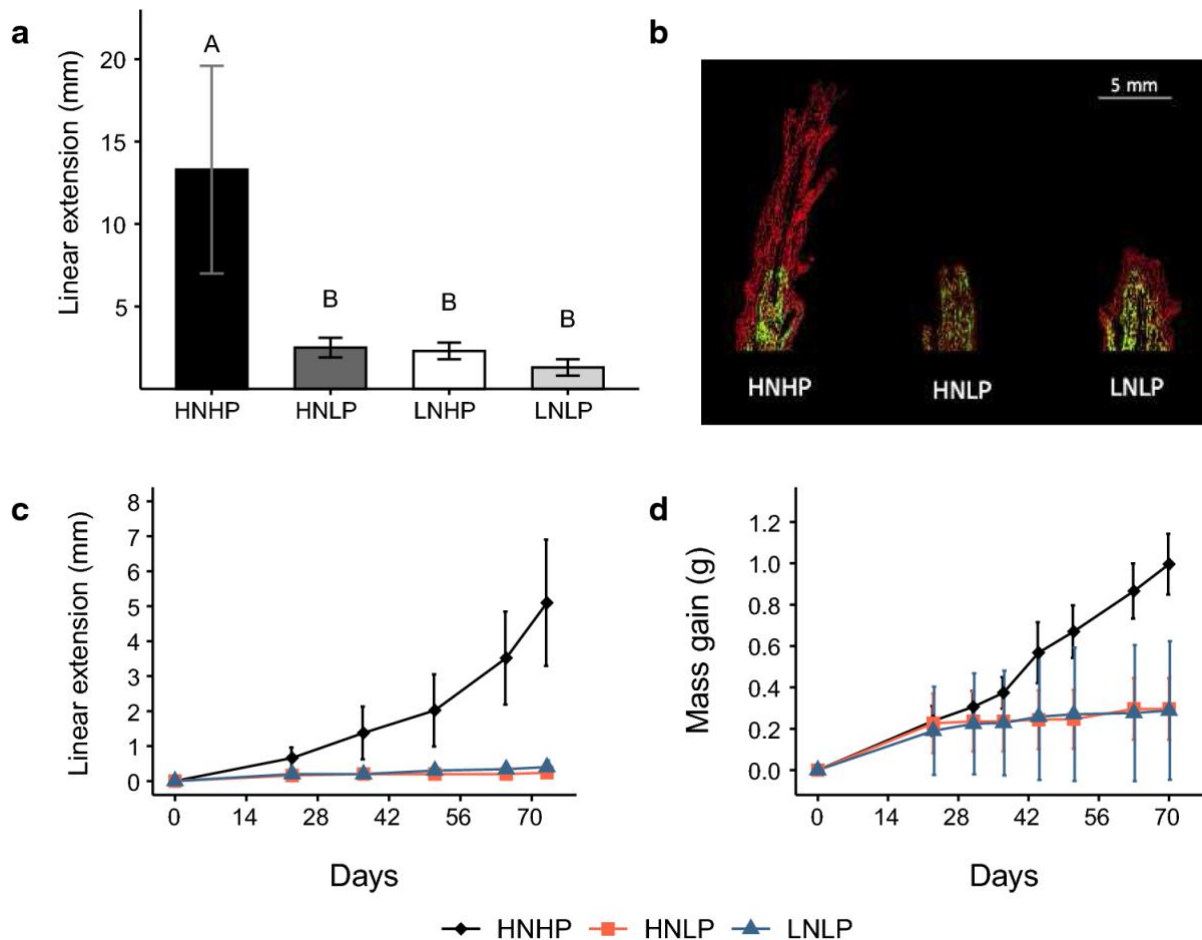 a
Linear extension (mm)
20
15
10
5
A
B
B
B
HNHP
HNLP
LNHP
LNLP
b
5 mm
HNHP
HNLP
LNLP
c
Linear extension (mm)
8
7
6
5
4
3
2
1
0
0 14 28 42 56 70
Days
d
Mass gain (g)
1.2
1.0
0.8
0.6
0.4
0.2
0.0
0 14 28 42 56 70
Days
HNHP HNLP LNLP